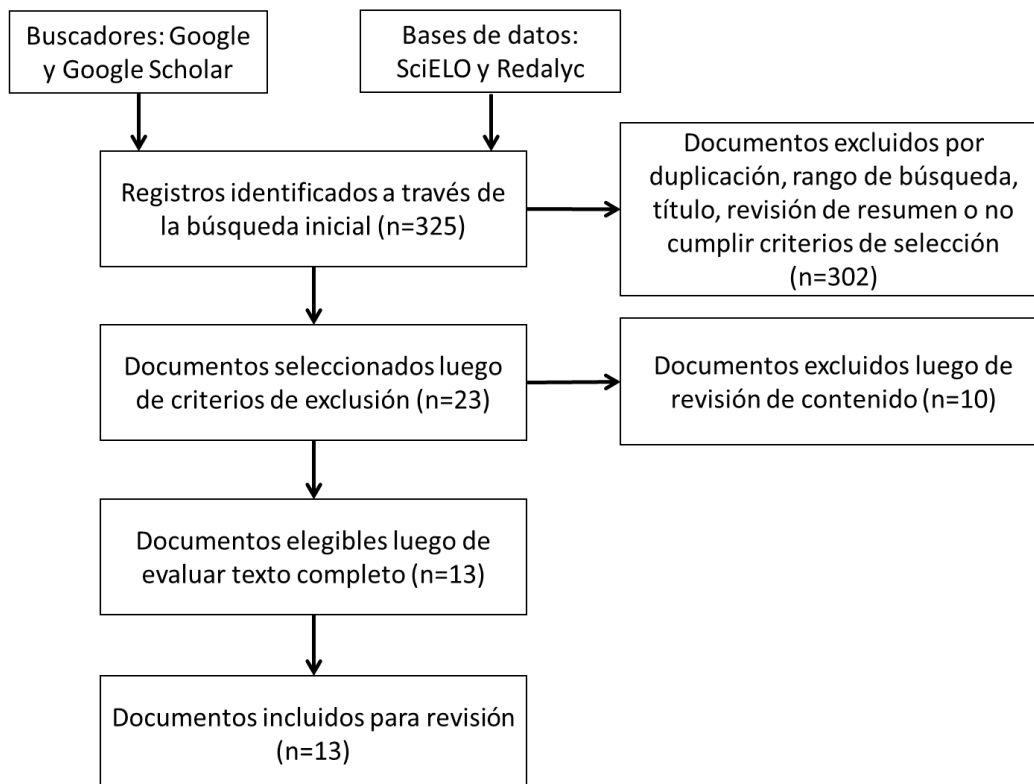 Buscadores: Google
y Google Scholar
Bases de datos:
SciELO y Redalyc
Registros identificados a través de
la búsqueda inicial (n=325)
Documentos excluidos por
duplicación, rango de búsqueda,
título, revisión de resumen o no
cumplir criterios de selección
(n=302)
Documentos seleccionados luego
de criterios de exclusión (n=23)
Documentos excluidos luego de
revisión de contenido (n=10)
Documentos elegibles luego de
evaluar texto completo (n=13)
Documentos incluidos para revisión
(n=13)